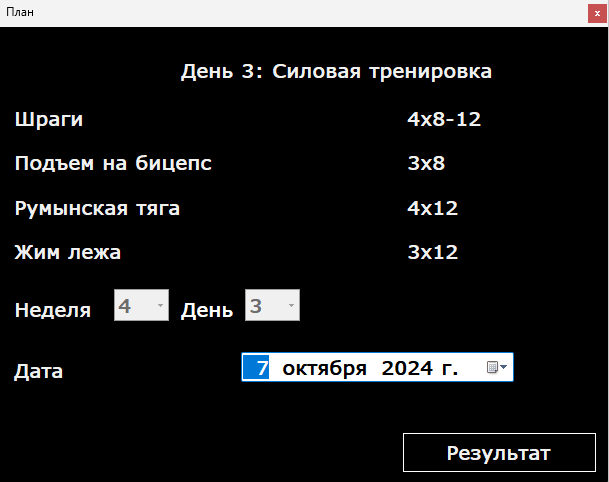 План
День 3: Силовая тренировка
Шраги 4x8-12
Подъем на бицепс 3x8
Румынская тяга 4x12
Жим лежа 3x12
Неделя 4 День 3
Дата 7 октября 2024 г.
Результат